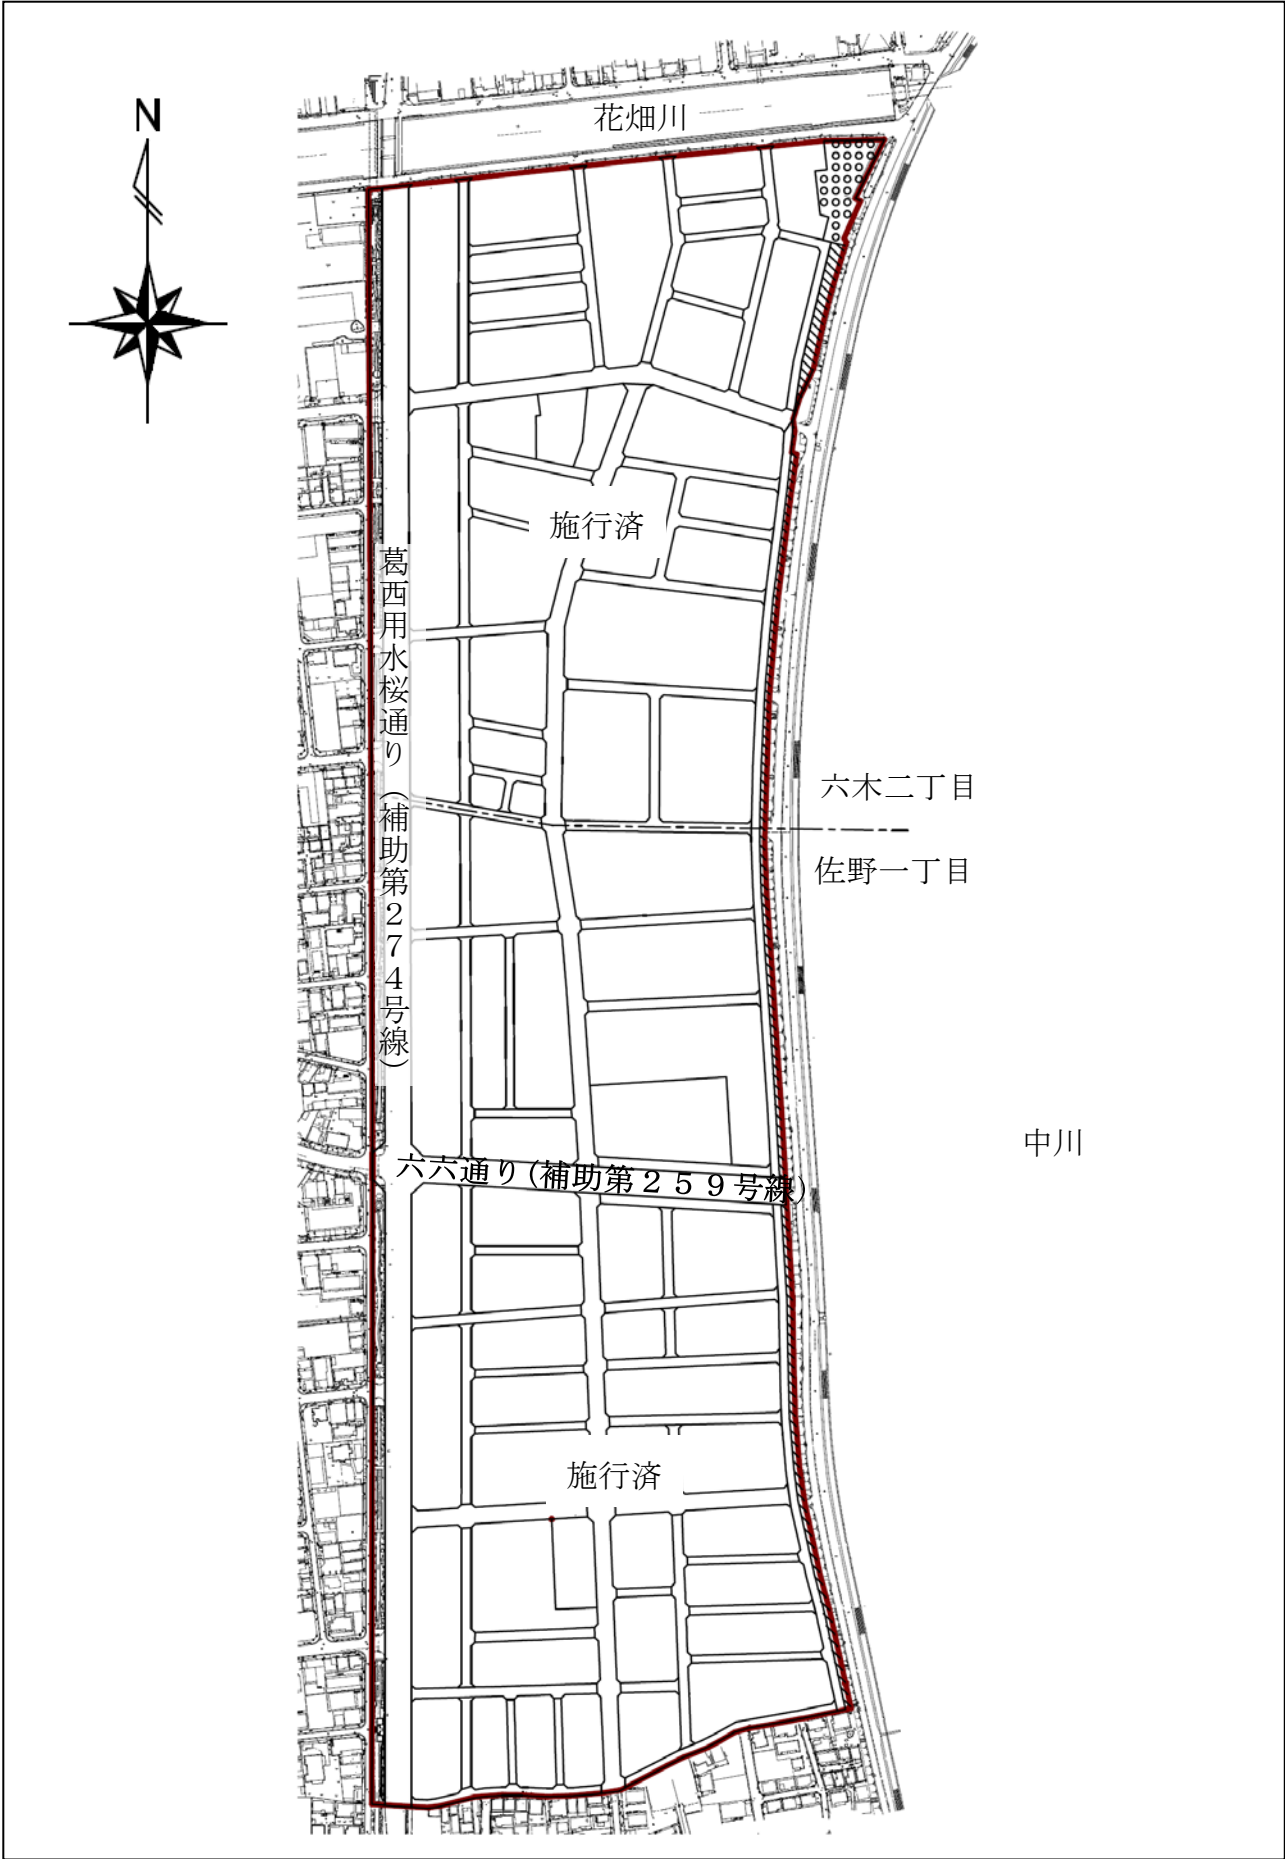 N
花畑川
施行済
葛西用水桜通り（補助第２７４号線）
六木二丁目
佐野一丁目
中川
六六通り(補助第２５９号線)
施行済